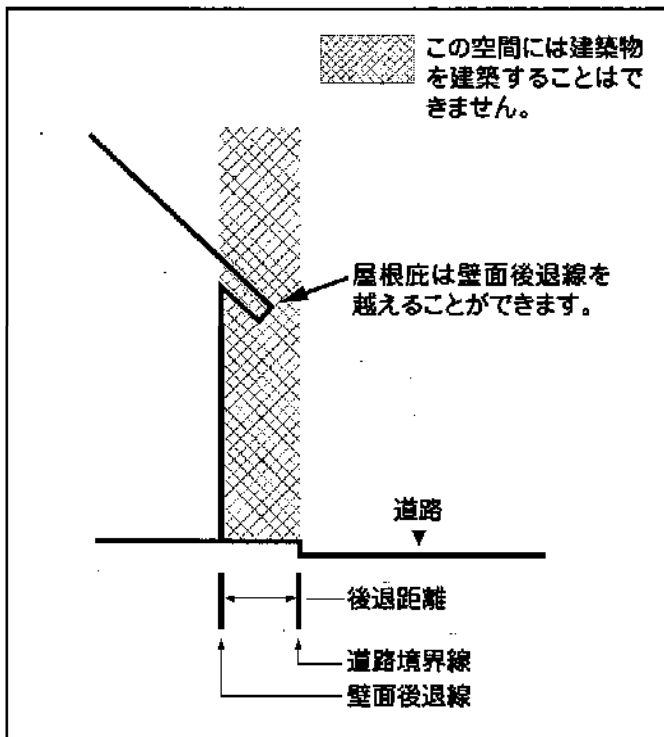 この空間には建築物
を建築することはで
きません。
屋根庇は壁面後退線を
越えることができます。
道路
後退距離
道路境界線
壁面後退線